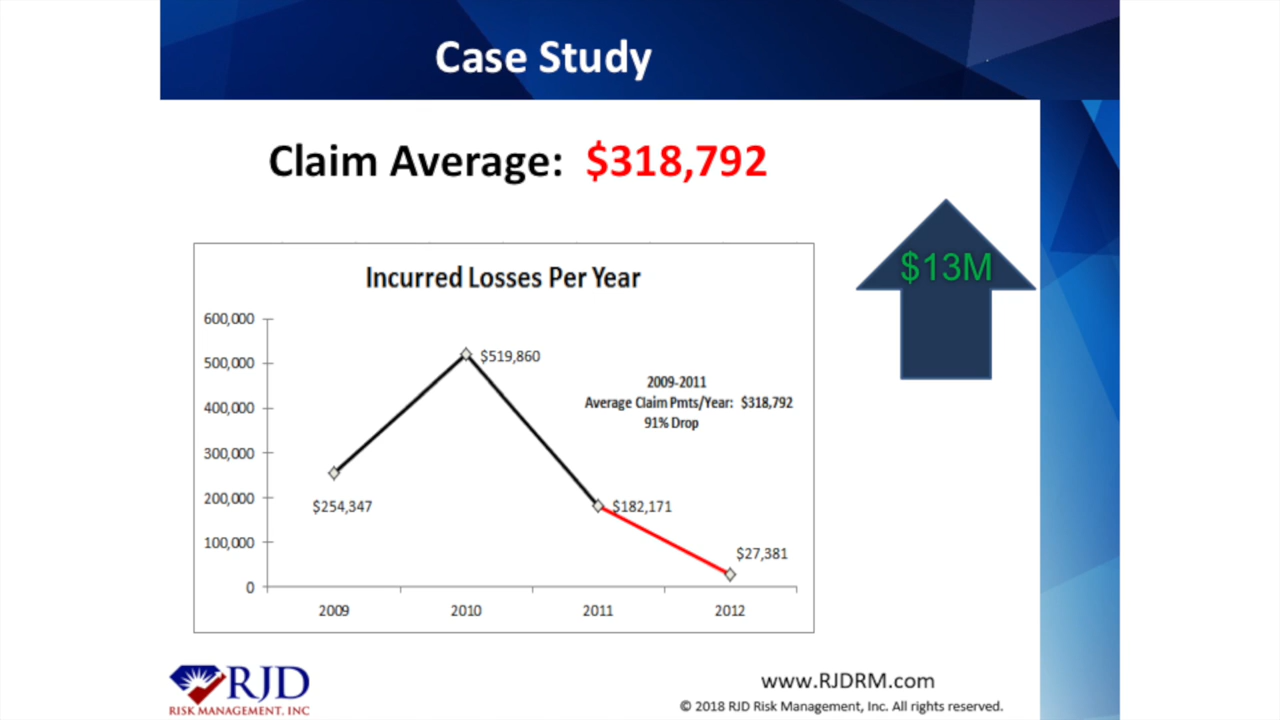 Case Study
Claim Average: $318,792
$13M
Incurred Losses Per Year
600,000
500,000
400,000
300,000
200,000
100,000
0
$254,347
$519,860
$182,171
$27,381
2009-2011
Average Claim Pmts/Year: $318,792
91% Drop
2009 2010 2011 2012
RJD
RISK MANAGEMENT, INC
www.RJDRM.com
© 2018 RJD Risk Management, Inc. All rights reserved.